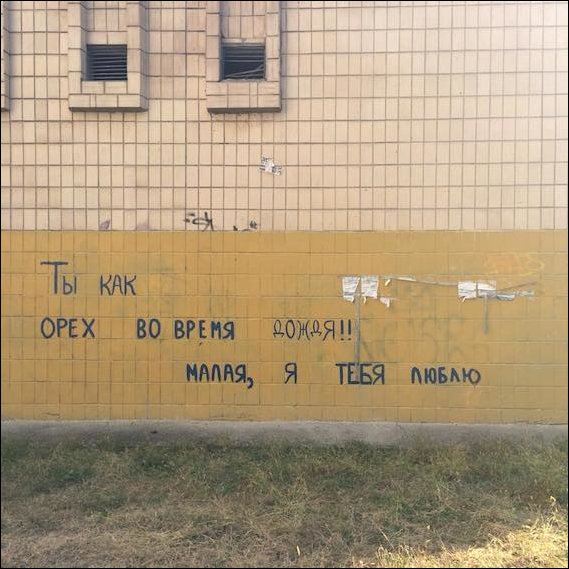 Ты как
орех во время дождя!!
малая, я тебя люблю